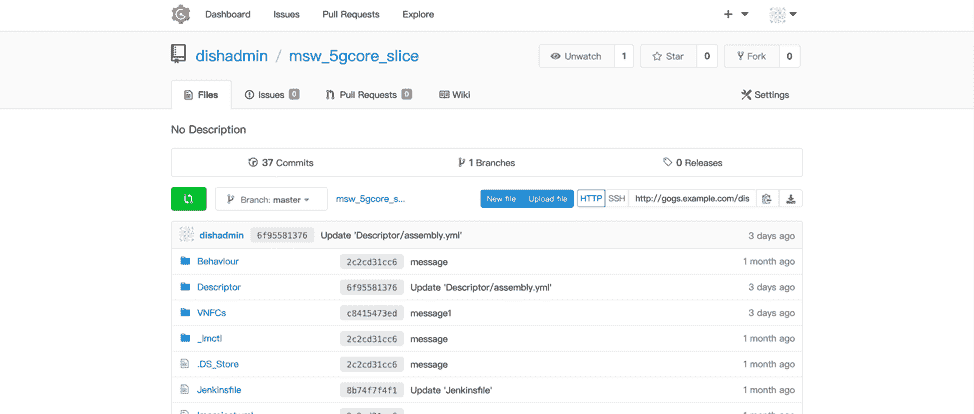 Dashboard Issues Pull Requests Explore
dishadmin / msw_5gcore_slice Unwatch 1 Star 0 Fork 0
Files Issues 0 Pull Requests 0 Wiki Settings
No Description
37 Commits 1 Branches 0 Releases
Branch: master msw_5gcore_s... New file Upload file HTTP SSH http://gogs.example.com/dis
dishadmin 6f95581376 Update 'Descriptor/assembly.yml' 3 days ago
Behaviour 2c2cd31cc6 message 1 month ago
Descriptor 6f95581376 Update 'Descriptor/assembly.yml' 3 days ago
VNFCs c8415473ed message1 3 days ago
_lmctl 2c2cd31cc6 message 1 month ago
.DS_Store 2c2cd31cc6 message 1 month ago
Jenkinsfile 8b74f7f4f1 Update 'Jenkinsfile' 1 month ago